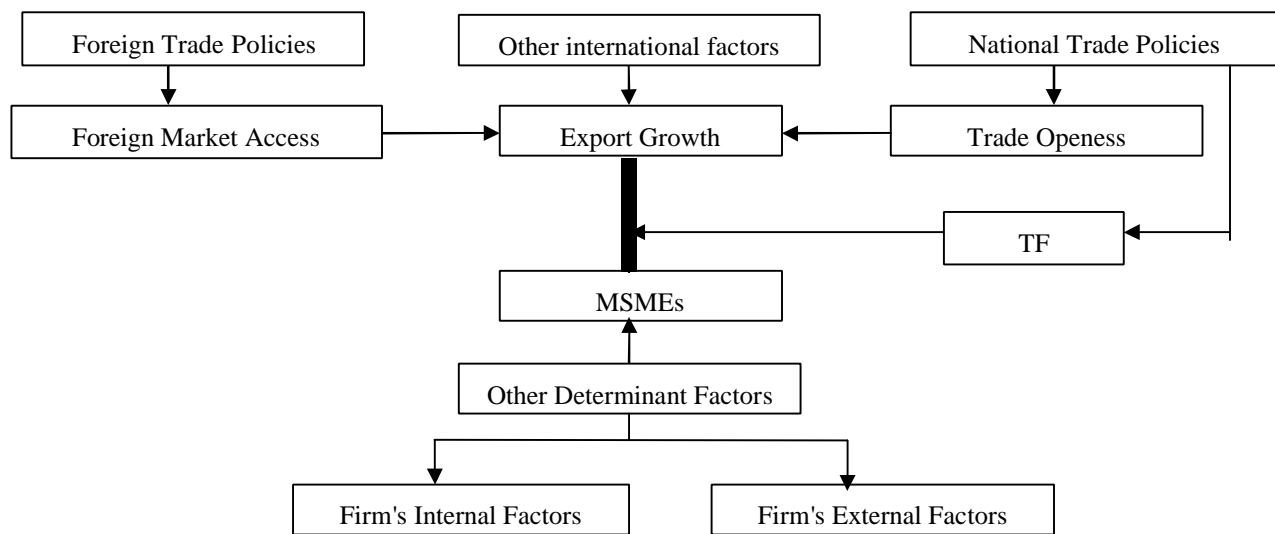 Foreign Trade Policies
Other international factors
National Trade Policies
Foreign Market Access
Export Growth
Trade Openess
TF
MSMEs
Other Determinant Factors
Firm's Internal Factors
Firm's External Factors